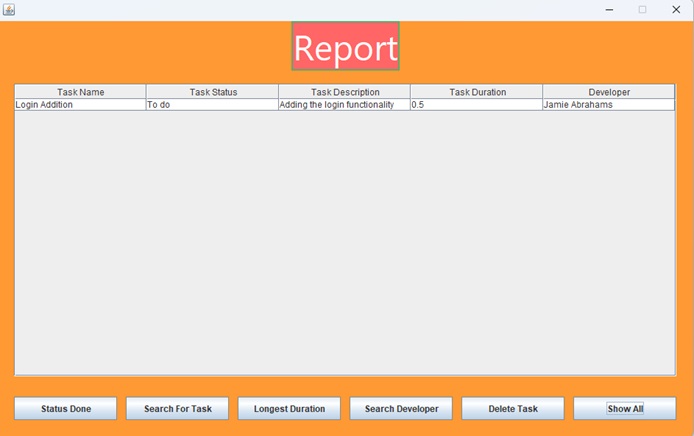 Report
Task Name Task Status Task Description Task Duration Developer
Login Addition To do Adding the login functionality 0.5 Jamie Abrahams
Status Done Search For Task Longest Duration Search Developer Delete Task Show All